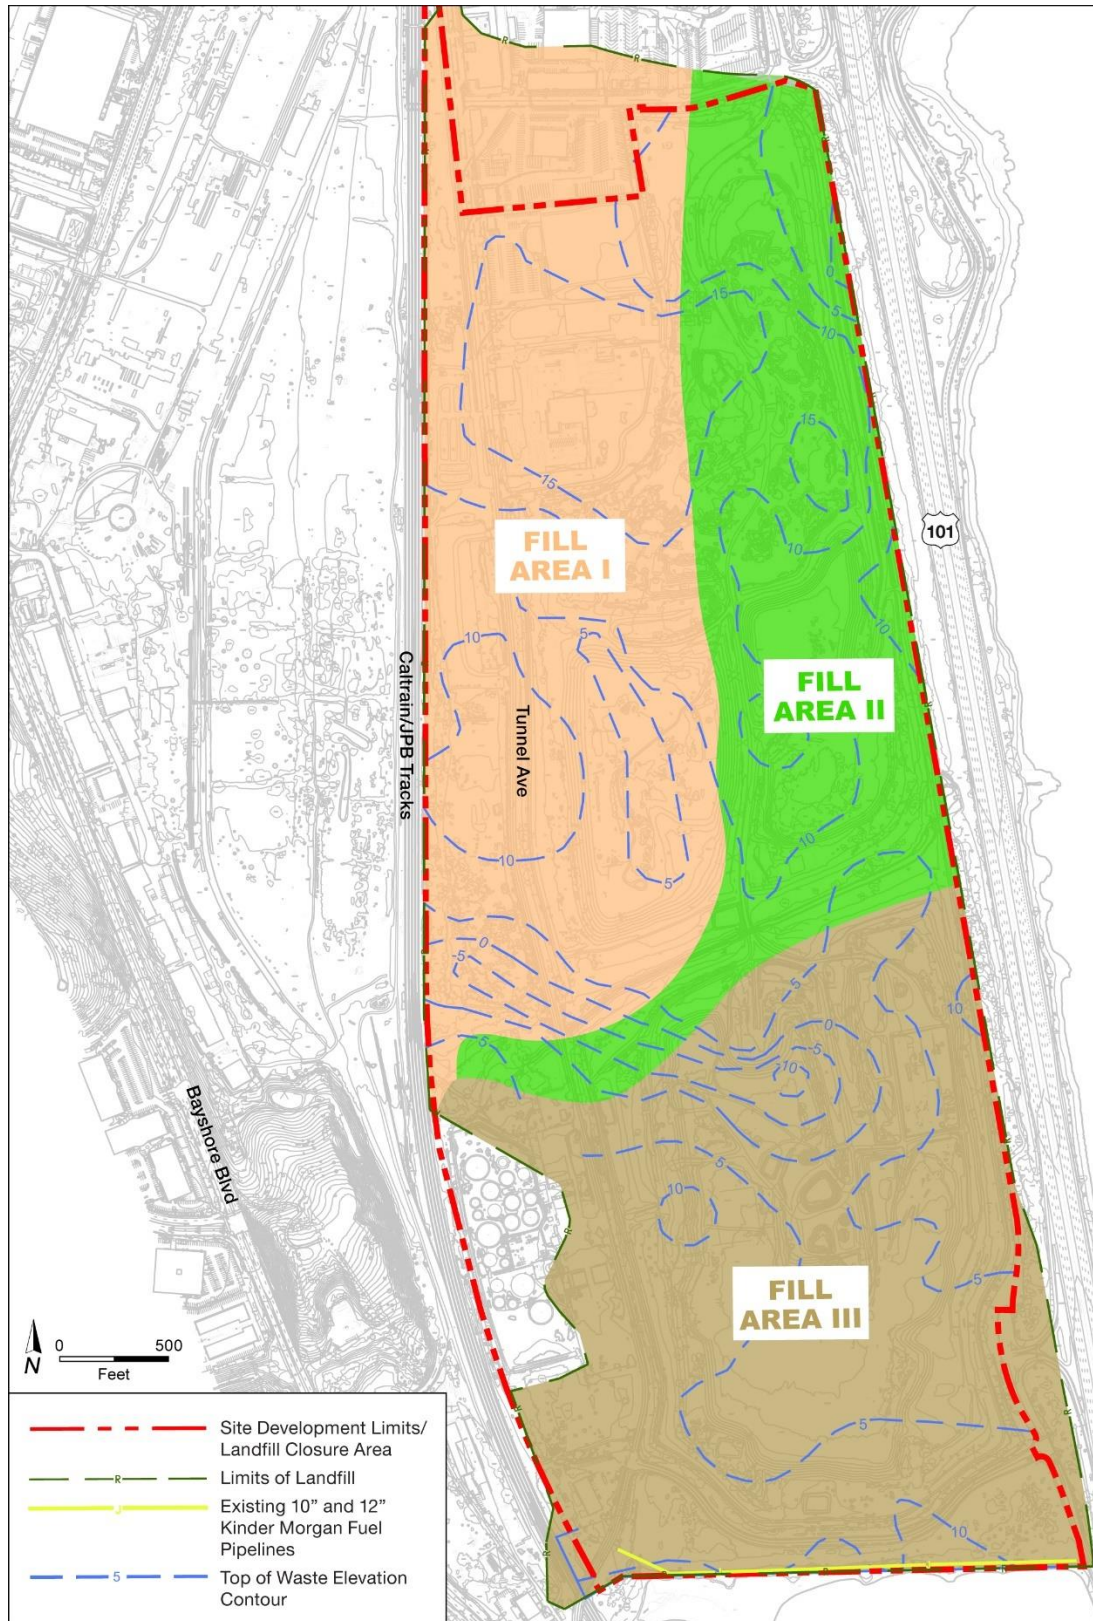 R
R
15
0
5
10
15
15
10
101
FILL
AREA I
10
5
10
FILL
AREA II
Caltrain/JPB Tracks
Tunnel Ave
10
5
0
-5
5
5
10
0
-5
-10
Bayshore Blvd
5
10
5
R
FILL
AREA III
N
0 500
Feet
R
R
5
10
R
Site Development Limits/
Landfill Closure Area
R
Limits of Landfill
Existing 10” and 12”
Kinder Morgan Fuel
Pipelines
5
Top of Waste Elevation
Contour